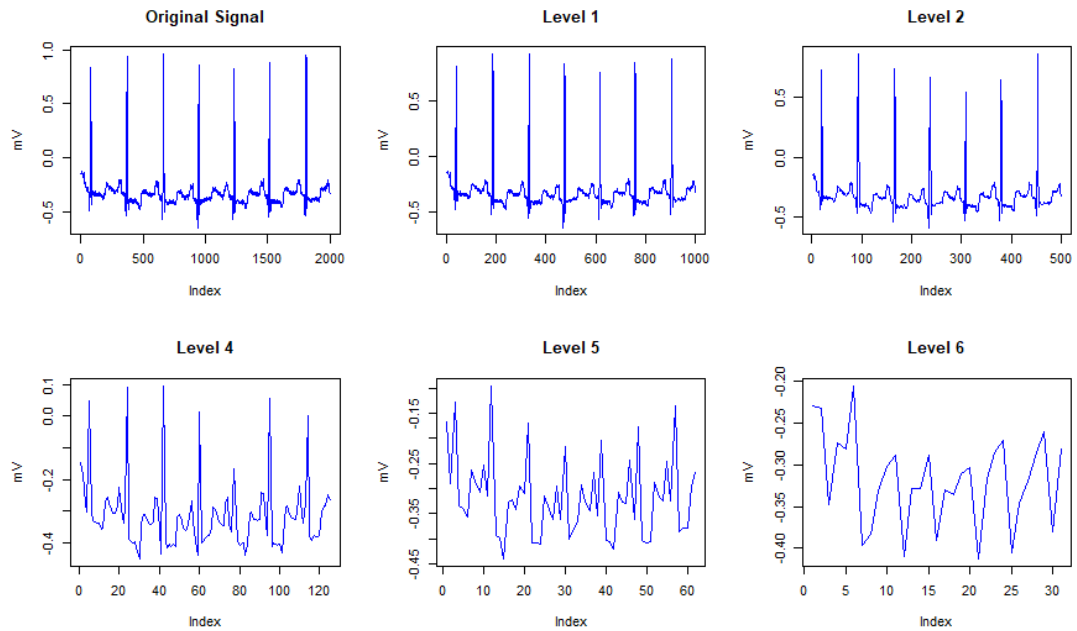 Original Signal
mV
1.0
0.5
0.0
-0.5
0 500 1000 1500 2000
Index
Level 1
mV
0.5
0.0
-0.5
0 200 400 600 800 1000
Index
Level 2
mV
0.5
0.0
-0.5
0 100 200 300 400 500
Index
Level 4
mV
0.1
0.0
-0.2
-0.4
0 20 40 60 80 100 120
Index
Level 5
mV
-0.15
-0.25
-0.35
-0.45
0 10 20 30 40 50 60
Index
Level 6
mV
-0.20
-0.25
-0.30
-0.35
-0.40
0 5 10 15 20 25 30
Index